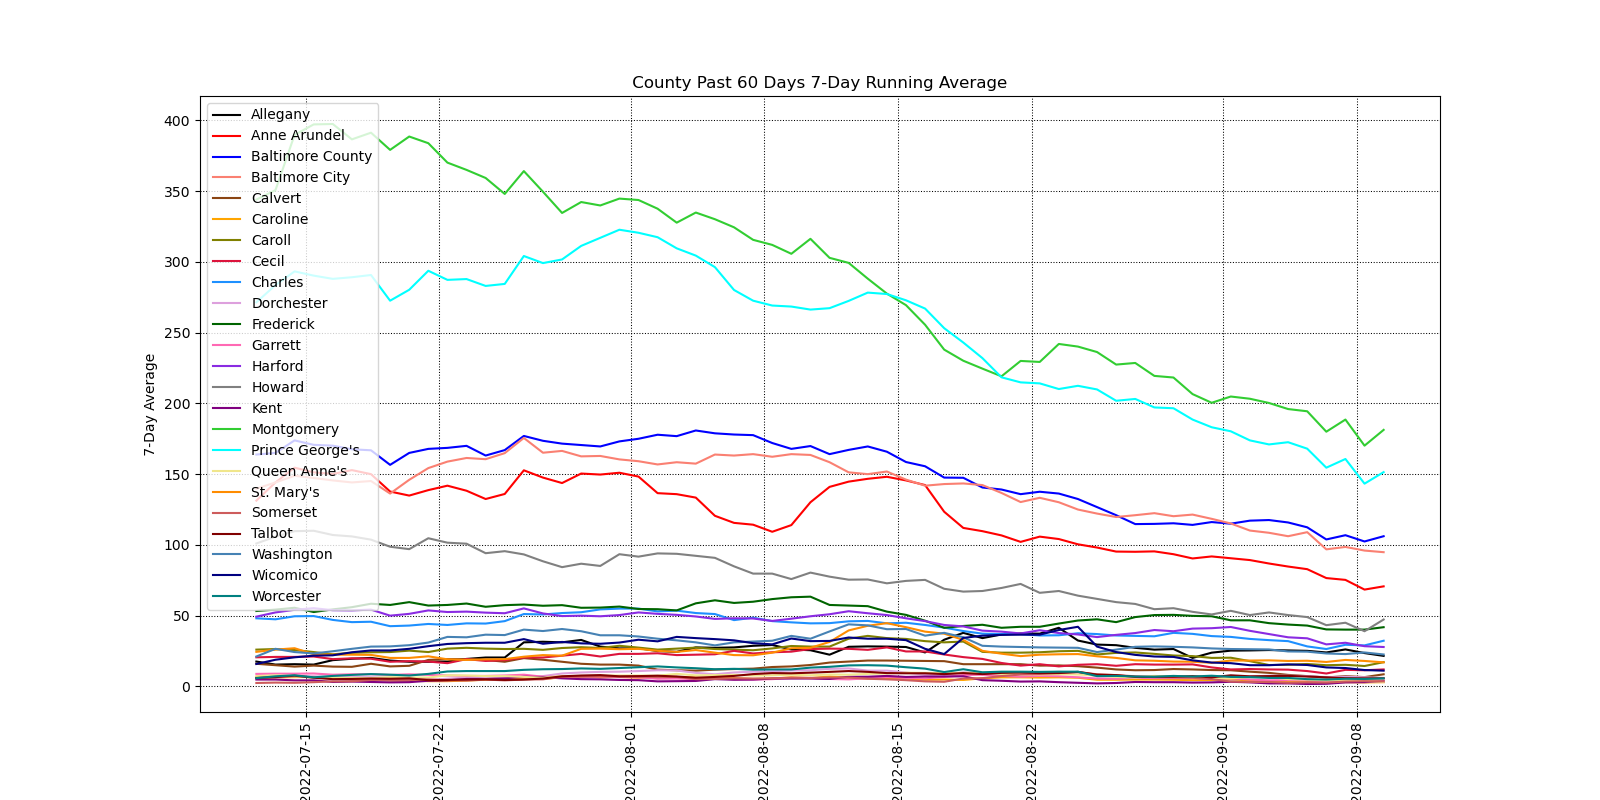 County Past 60 Days 7-Day Running Average
7-Day Average
400
350
300
250
200
150
100
50
0
Allegany
Anne Arundel
Baltimore County
Baltimore City
Calvert
Caroline
Caroll
Cecil
Charles
Dorchester
Frederick
Garrett
Harford
Howard
Kent
Montgomery
Prince George's
Queen Anne's
St. Mary's
Somerset
Talbot
Washington
Wicomico
Worcester
2022-07-15
2022-07-22
2022-08-01
2022-08-08
2022-08-15
2022-08-22
2022-09-01
2022-09-08